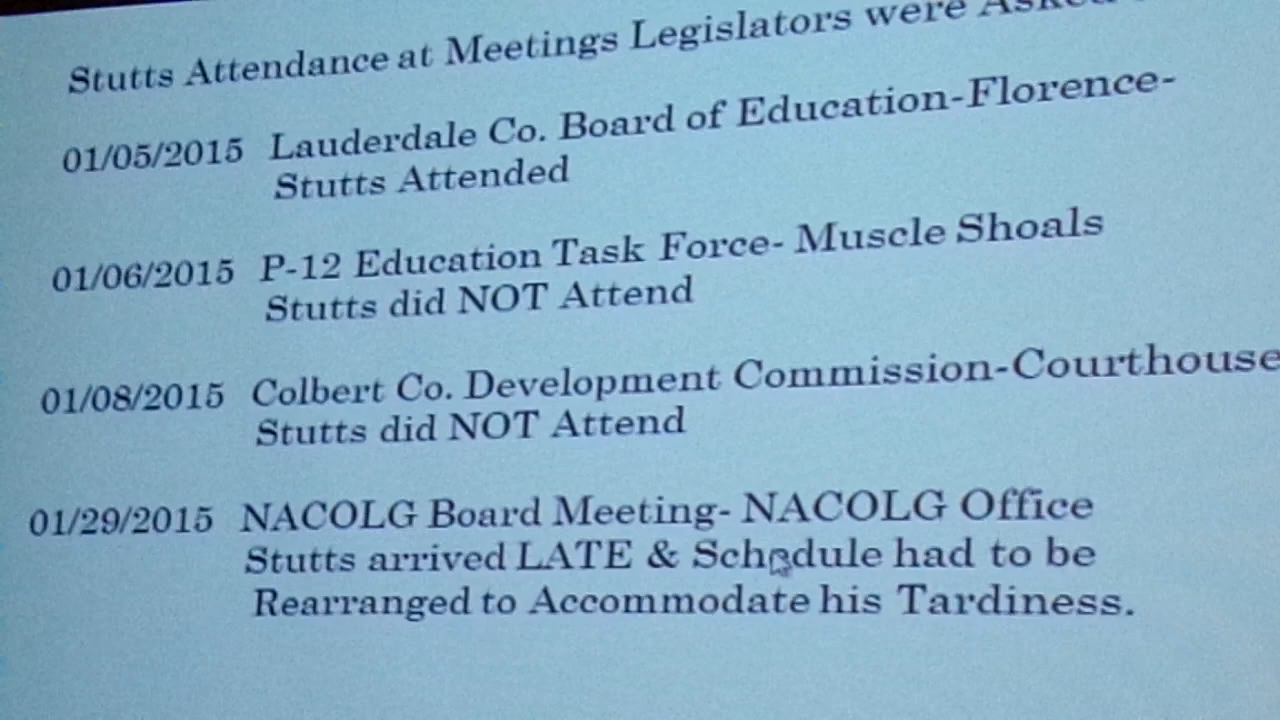 Stutts Attendance at Meetings Legislators were Asked
01/05/2015 Lauderdale Co. Board of Education-Florence-
Stutts Attended
01/06/2015 P-12 Education Task Force- Muscle Shoals
Stutts did NOT Attend
01/08/2015 Colbert Co. Development Commission-Courthouse
Stutts did NOT Attend
01/29/2015 NACOLG Board Meeting- NACOLG Office
Stutts arrived LATE & Schedule had to be
Rearranged to Accommodate his Tardiness.